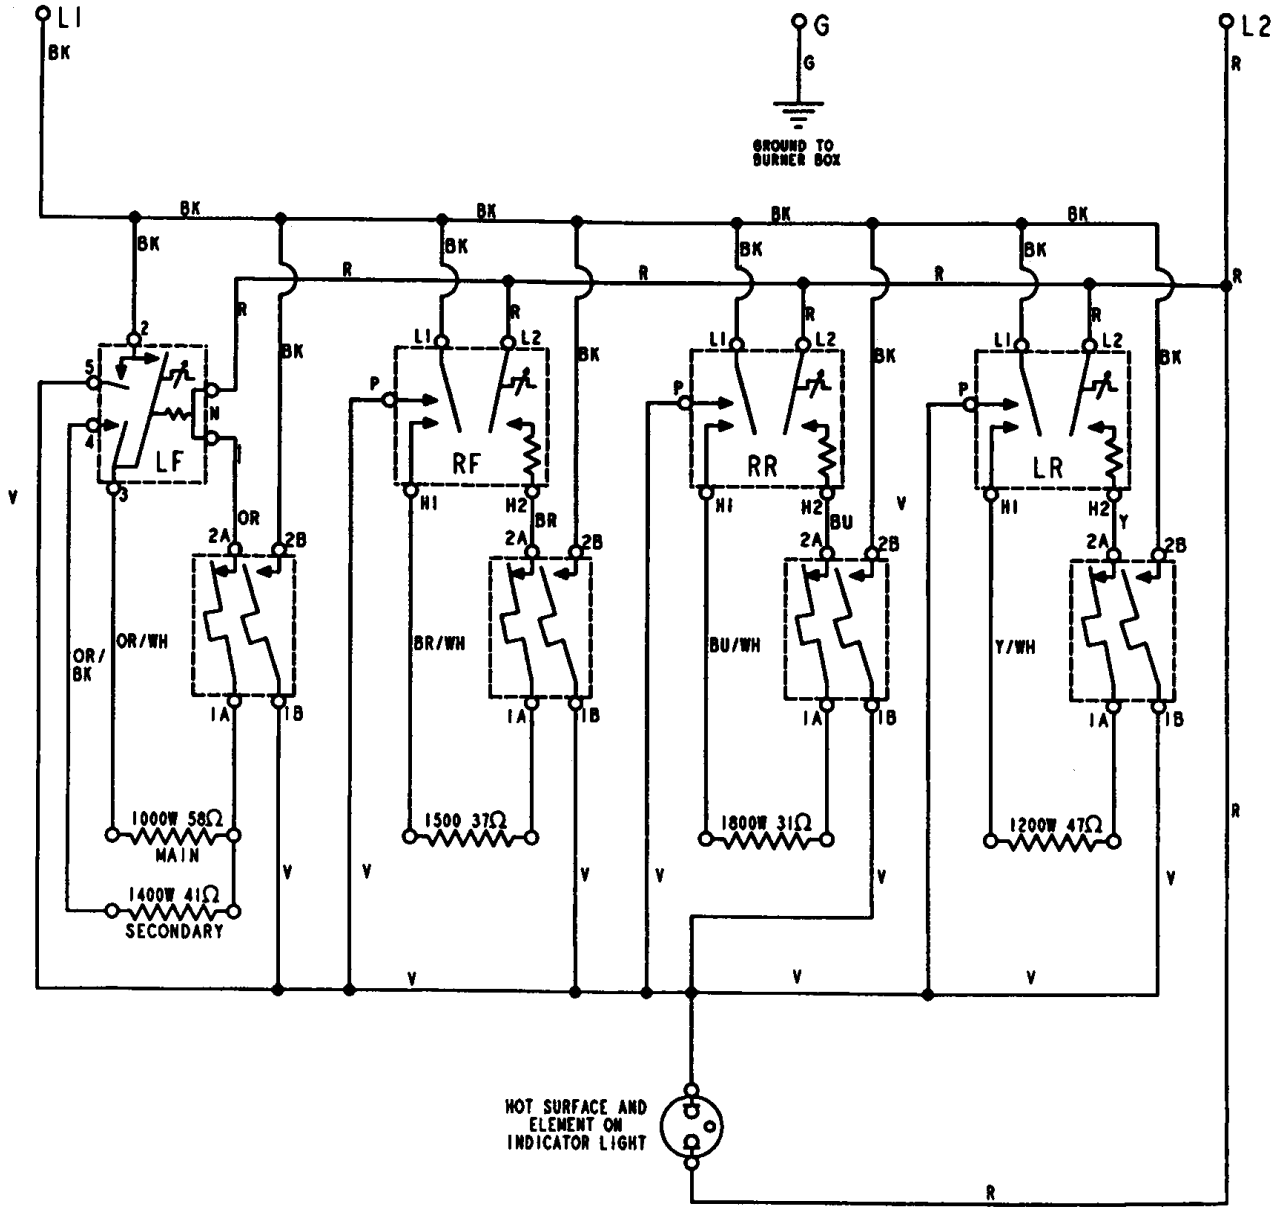 L1
G
L2
BK
G
R
GROUND TO
BURNER BOX
BK
BK
BK
BK
BK
BK
BK
BK
R
R
R
R
R
R
R
R
2
BK
L1
L2
BK
L1
L2
BK
L1
L2
BK
5
P
P
P
N
4
LF
RF
RR
LR
3
V
H1
H2
H1
H2
V
H1
H2
OR
BR
BU
Y
2A
2B
2A
2B
2A
2B
2A
2B
OR/
BK
OR/WH
BR/WH
BU/WH
Y/WH
1A
1B
1A
1B
1A
1B
1A
1B
1000W 58Ω
MAIN
1500 37Ω
1800W 31Ω
1200W 47Ω
R
V
V
V
V
V
V
1400W 41Ω
SECONDARY
V
V
V
HOT SURFACE AND
ELEMENT ON
INDICATOR LIGHT
R